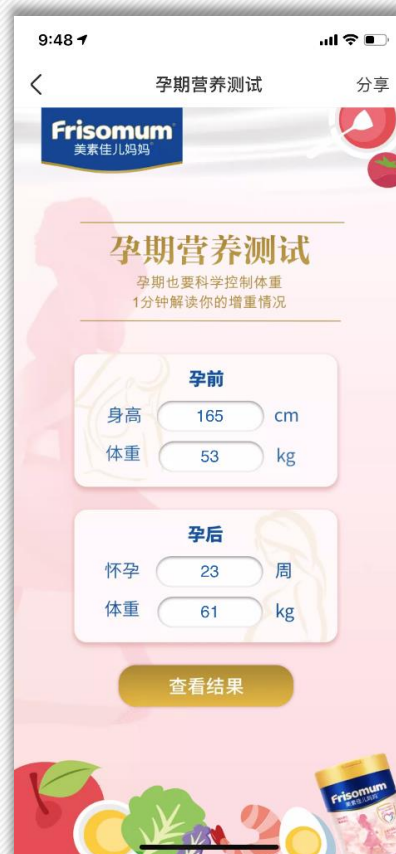 9:48
孕期营养测试
分享
Frisomum
美素佳儿妈妈
孕期营养测试
孕期也要科学控制体重
1分钟解读你的增重情况
孕前
身高 165 cm
体重 53 kg
孕后
怀孕 23 周
体重 61 kg
查看结果
Frisomum
美素佳儿妈妈